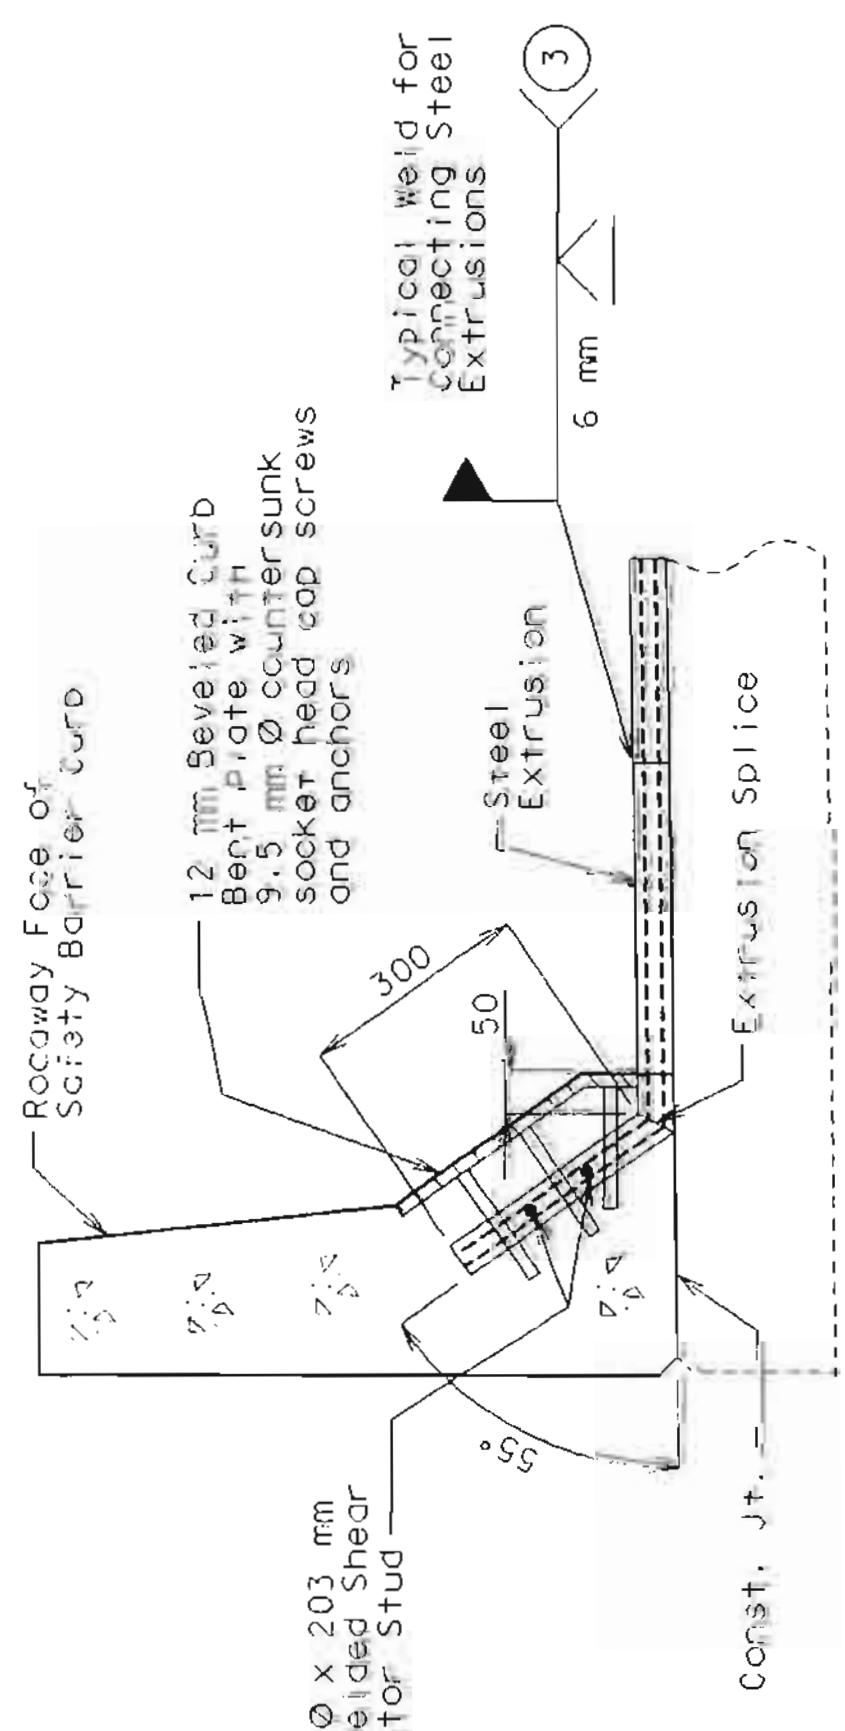 Roadway Face of
Safety Barrier Curb
12 mm Beveled Curb
Bent Plate with
9.5 mm Ø countersunk
socket head cap screws
and anchors
Typical Weld for
Connecting Steel
Extrusions
3
6 mm
Steel
Extrusion
Extrusion Splice
300
50
55°
Ø x 203 mm
elded Shear
tor Stud
Const. Jt.